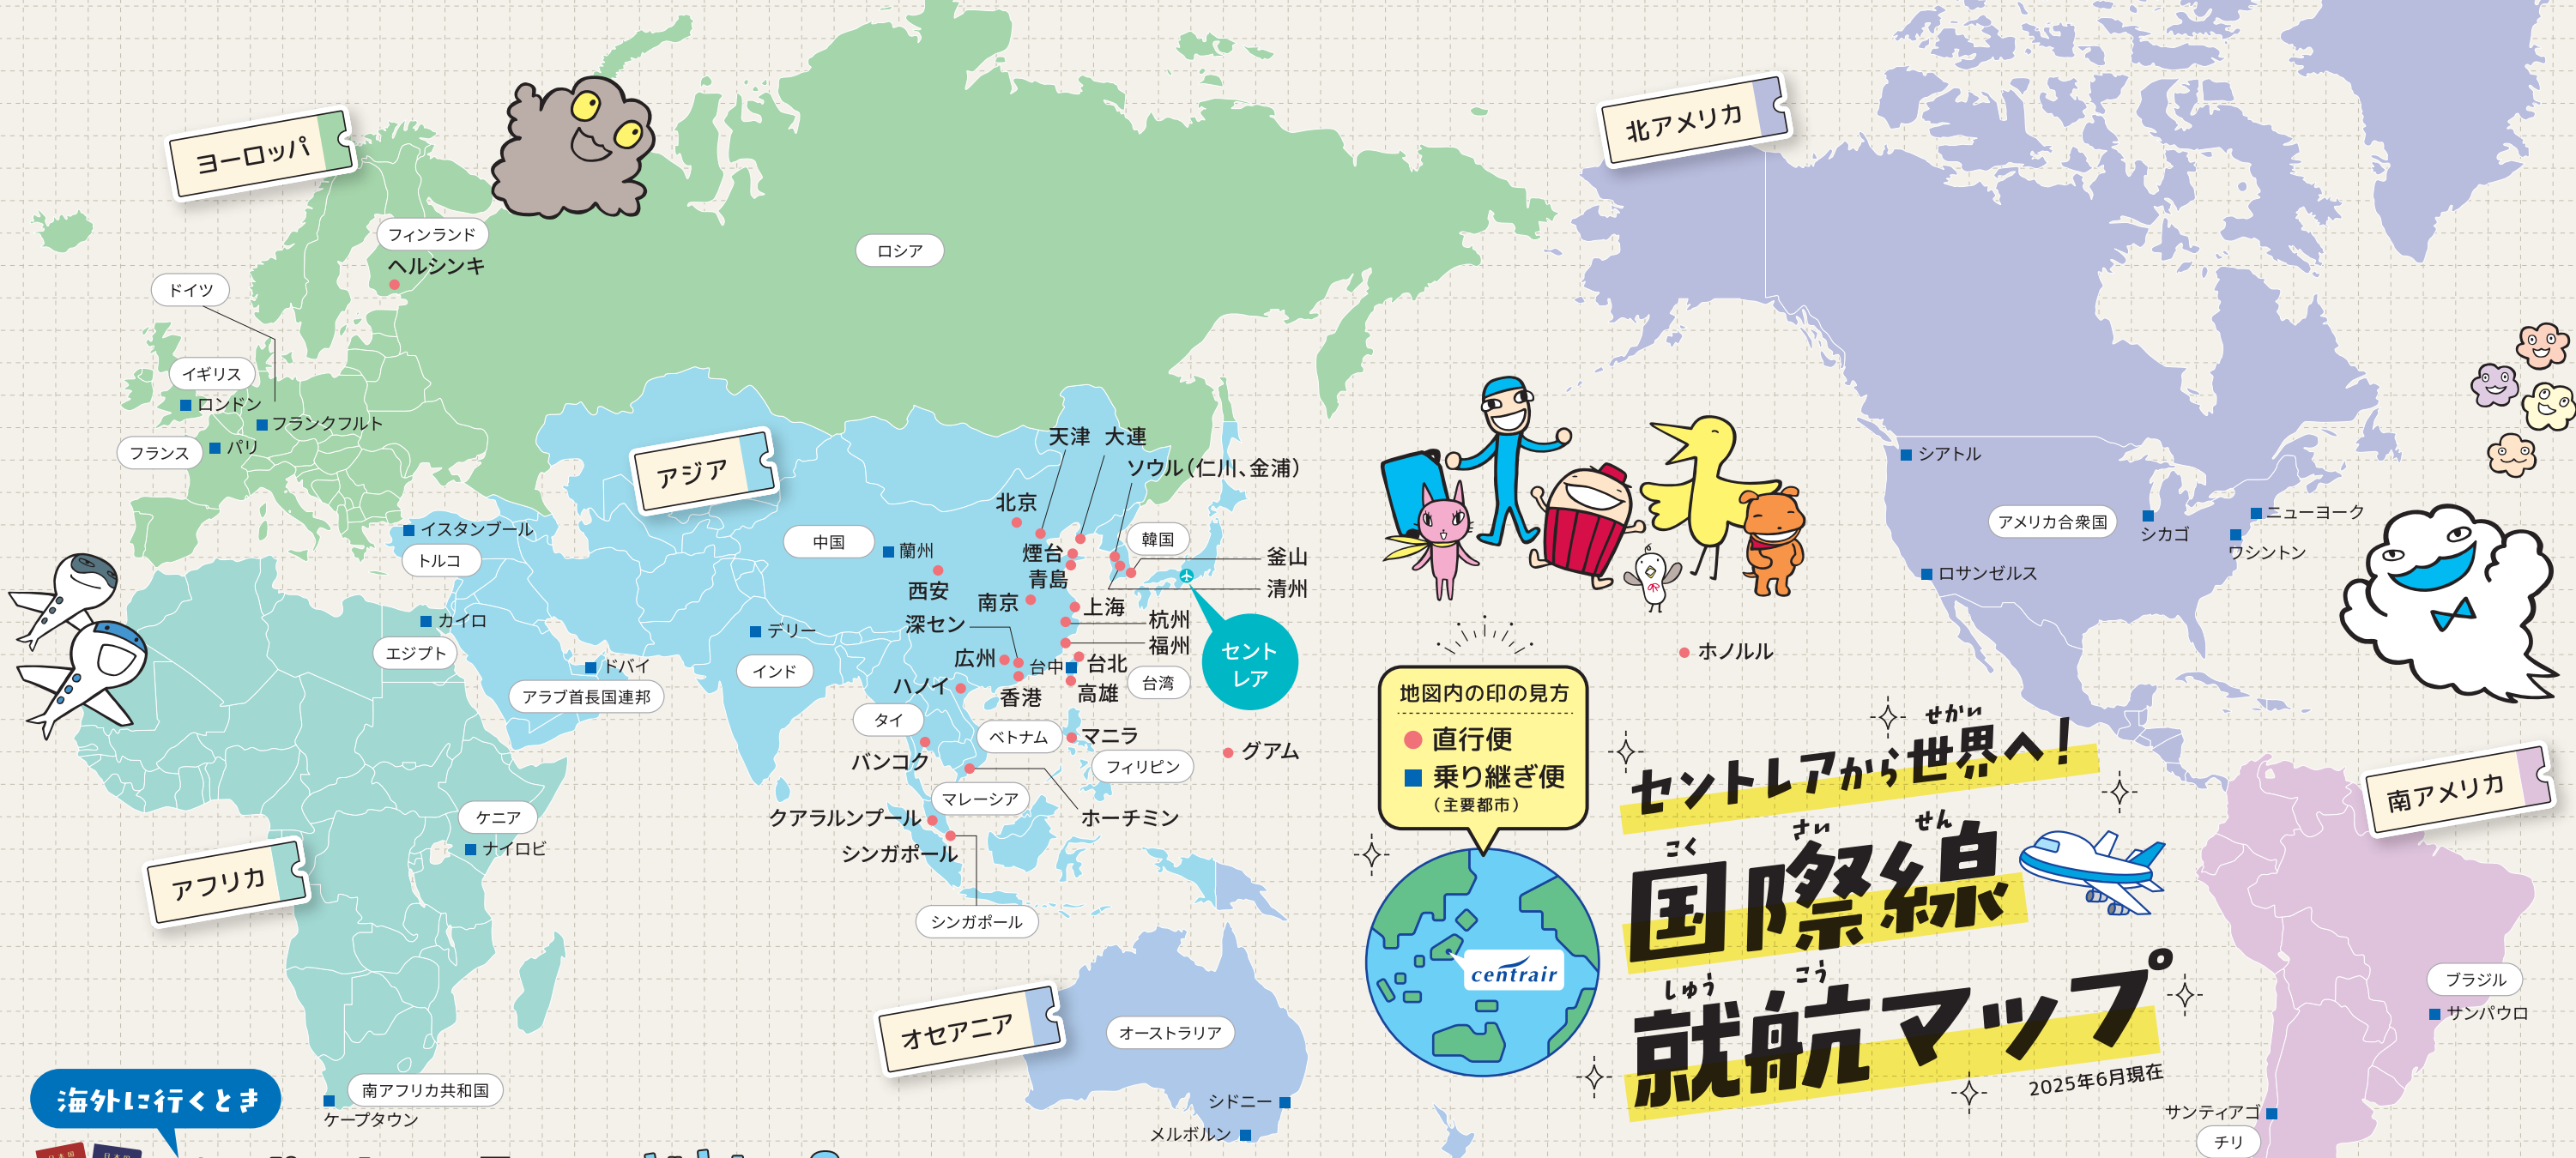 ヨーロッパ
フィンランド
ヘルシンキ
ロシア
ドイツ
イギリス
ロンドン
フランクフルト
フランス
パリ
イスタンブール
トルコ
カイロ
エジプト
ドバイ
アラブ首長国連邦
ケニア
ナイロビ
アフリカ
南アフリカ共和国
ケープタウン
海外に行くとき
アジア
天津
大連
ソウル（仁川、金浦）
北京
中国
蘭州
煙台
韓国
釜山
西安
青島
清州
南京
上海
杭州
深セン
福州
デリー
インド
広州
台中
台北
セント
レア
ハノイ
香港
高雄
台湾
タイ
ベトナム
マニラ
グアム
バンコク
フィリピン
マレーシア
クアラルンプール
ホーチミン
シンガポール
シンガポール
オセアニア
オーストラリア
シドニー
メルボルン
北アメリカ
シアトル
アメリカ合衆国
シカゴ
ニューヨーク
ワシントン
ロサンゼルス
ホノルル
地図内の印の見方
直行便
乗り継ぎ便
（主要都市）
centrair
せかい
セントレアから世界へ！
こくさいせん
国際線
しゅうこう
就航マップ
2025年6月現在
南アメリカ
ブラジル
サンパウロ
サンティアゴ
チリ
日本国
日本国